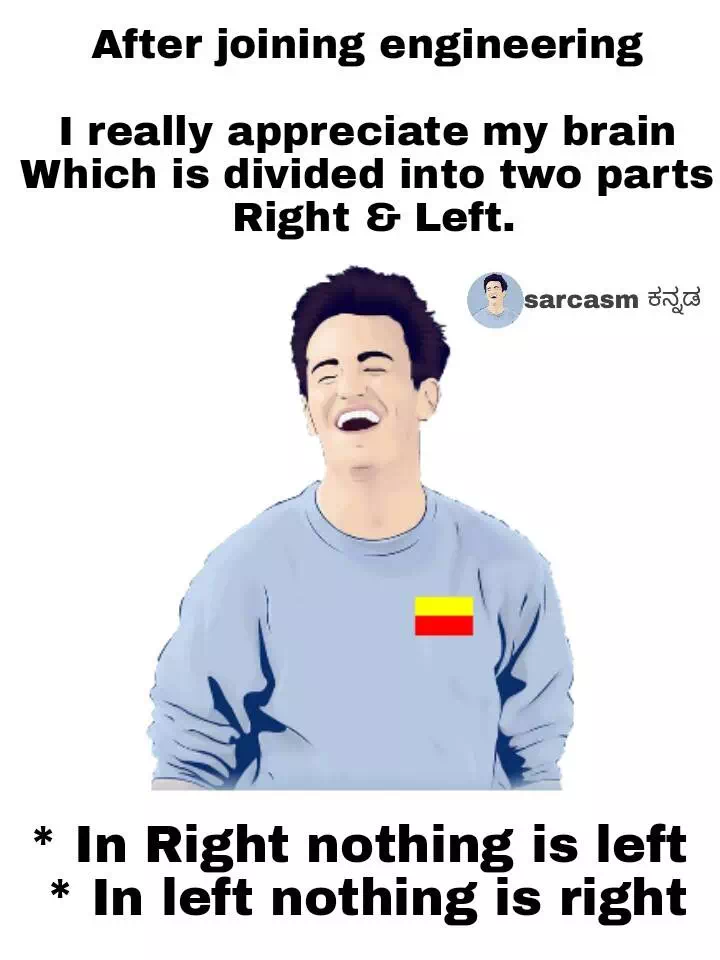 After joining engineering
I really appreciate my brain
Which is divided into two parts
Right & Left.
sarcasm ಕನ್ನಡ
* In Right nothing is left
* In left nothing is right